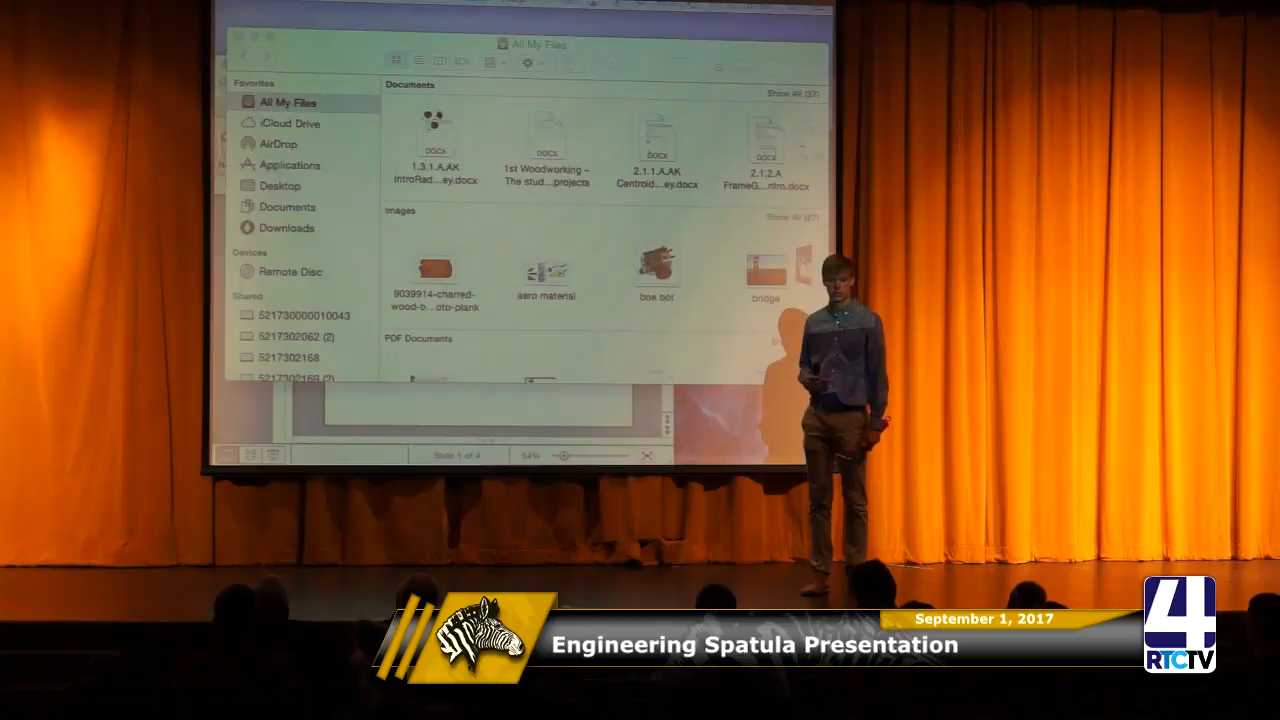 All My Files
Favorites
All My Files
iCloud Drive
AirDrop
Applications
Desktop
Documents
Downloads
Devices
Remote Disc
Shared
521730000010043
5217302062 (2)
5217302168
5217302169 (2)
Documents
Show All (37)
DOCX
DOCX
DOCX
DOCX
1.3.1.A.AK
IntroRad...ey.docx
1st Woodworking –
The stud...projects
2.1.1.A.AK
Centroid...ey.docx
2.1.2.A
FrameG...ntro.docx
Images
Show All (67)
9039914-charred-
wood-b...oto-plank
aero material
boe bot
bridge
PDF Documents
Slide 1 of 4
54%
September 1, 2017
Engineering Spatula Presentation
4
RTCTV